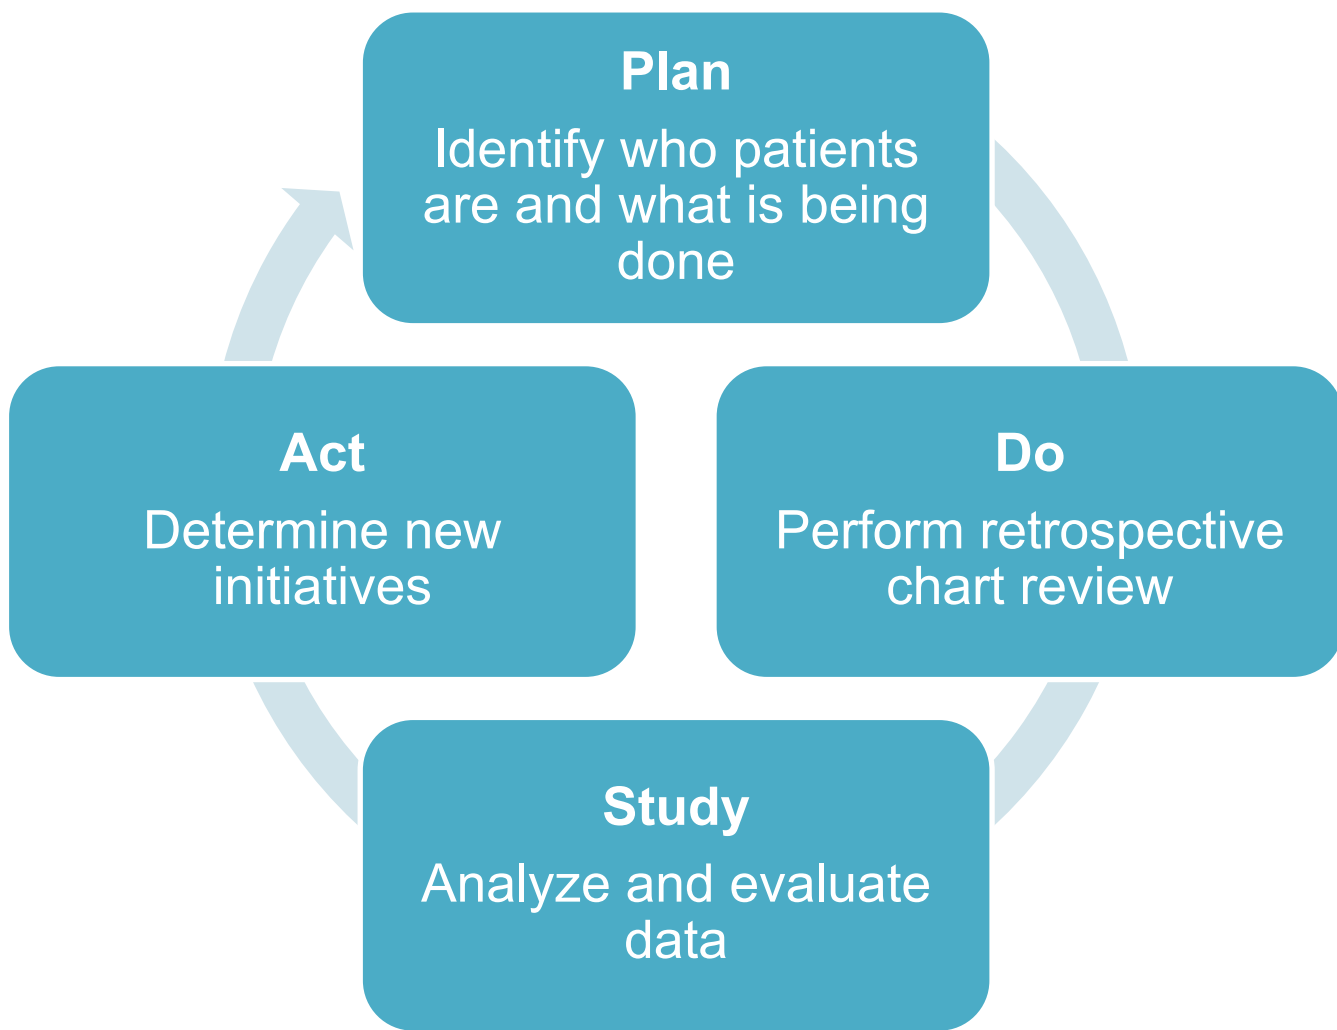 Plan
Identify who patients
are and what is being
done
Do
Perform retrospective
chart review
Study
Analyze and evaluate
data
Act
Determine new
initiatives